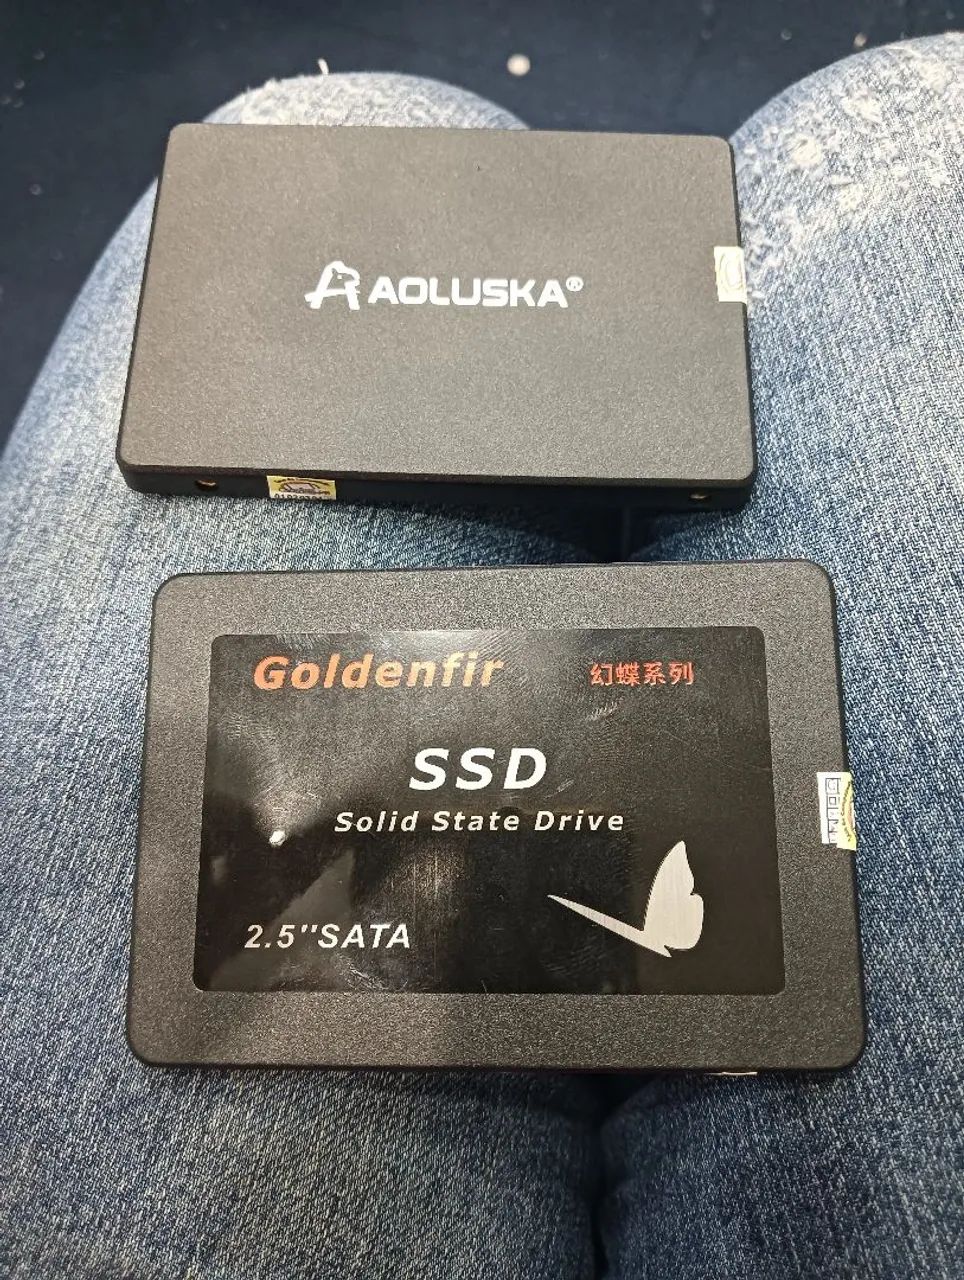 AOLUSKA®
Goldenfir 幻蝶系列
SSD
Solid State Drive
2.5"SATA